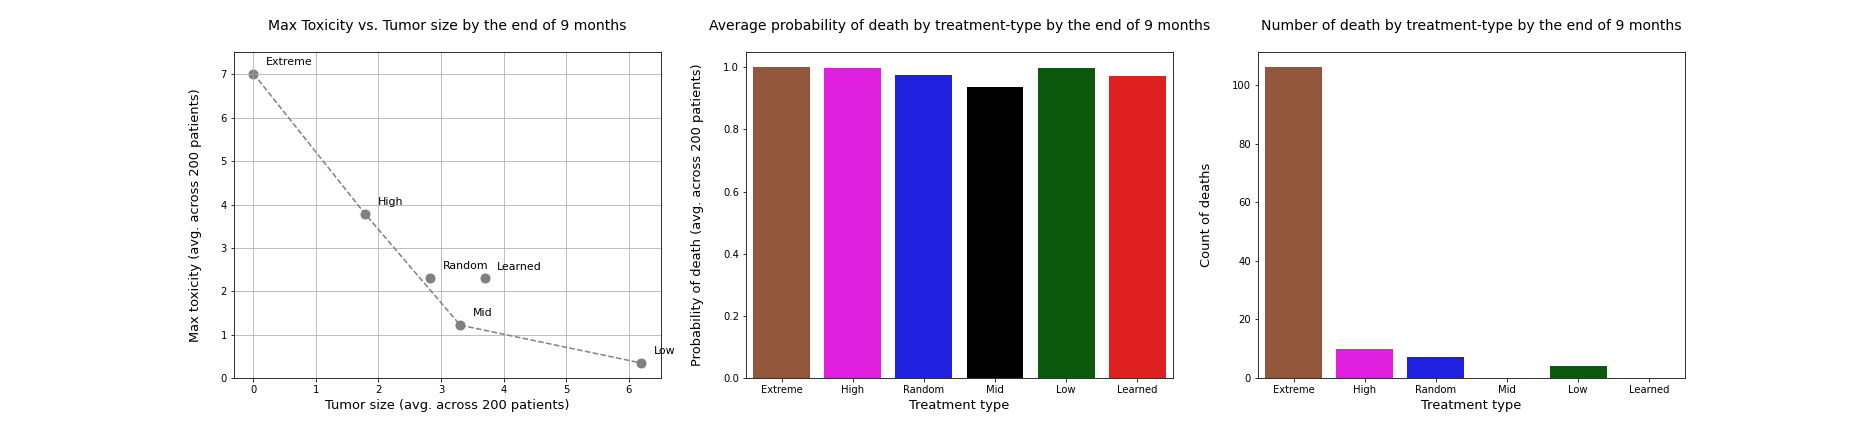 Max Toxicity vs. Tumor size by the end of 9 months
Max toxicity (avg. across 200 patients)
7
6
5
4
3
2
1
0
Extreme
High
Random
Learned
Mid
Low
0 1 2 3 4 5 6
Tumor size (avg. across 200 patients)
Average probability of death by treatment-type by the end of 9 months
Probability of death (avg. across 200 patients)
1.0
0.8
0.6
0.4
0.2
0.0
Extreme High Random Mid Low Learned
Treatment type
Number of death by treatment-type by the end of 9 months
Count of deaths
100
80
60
40
20
0
Extreme High Random Mid Low Learned
Treatment type